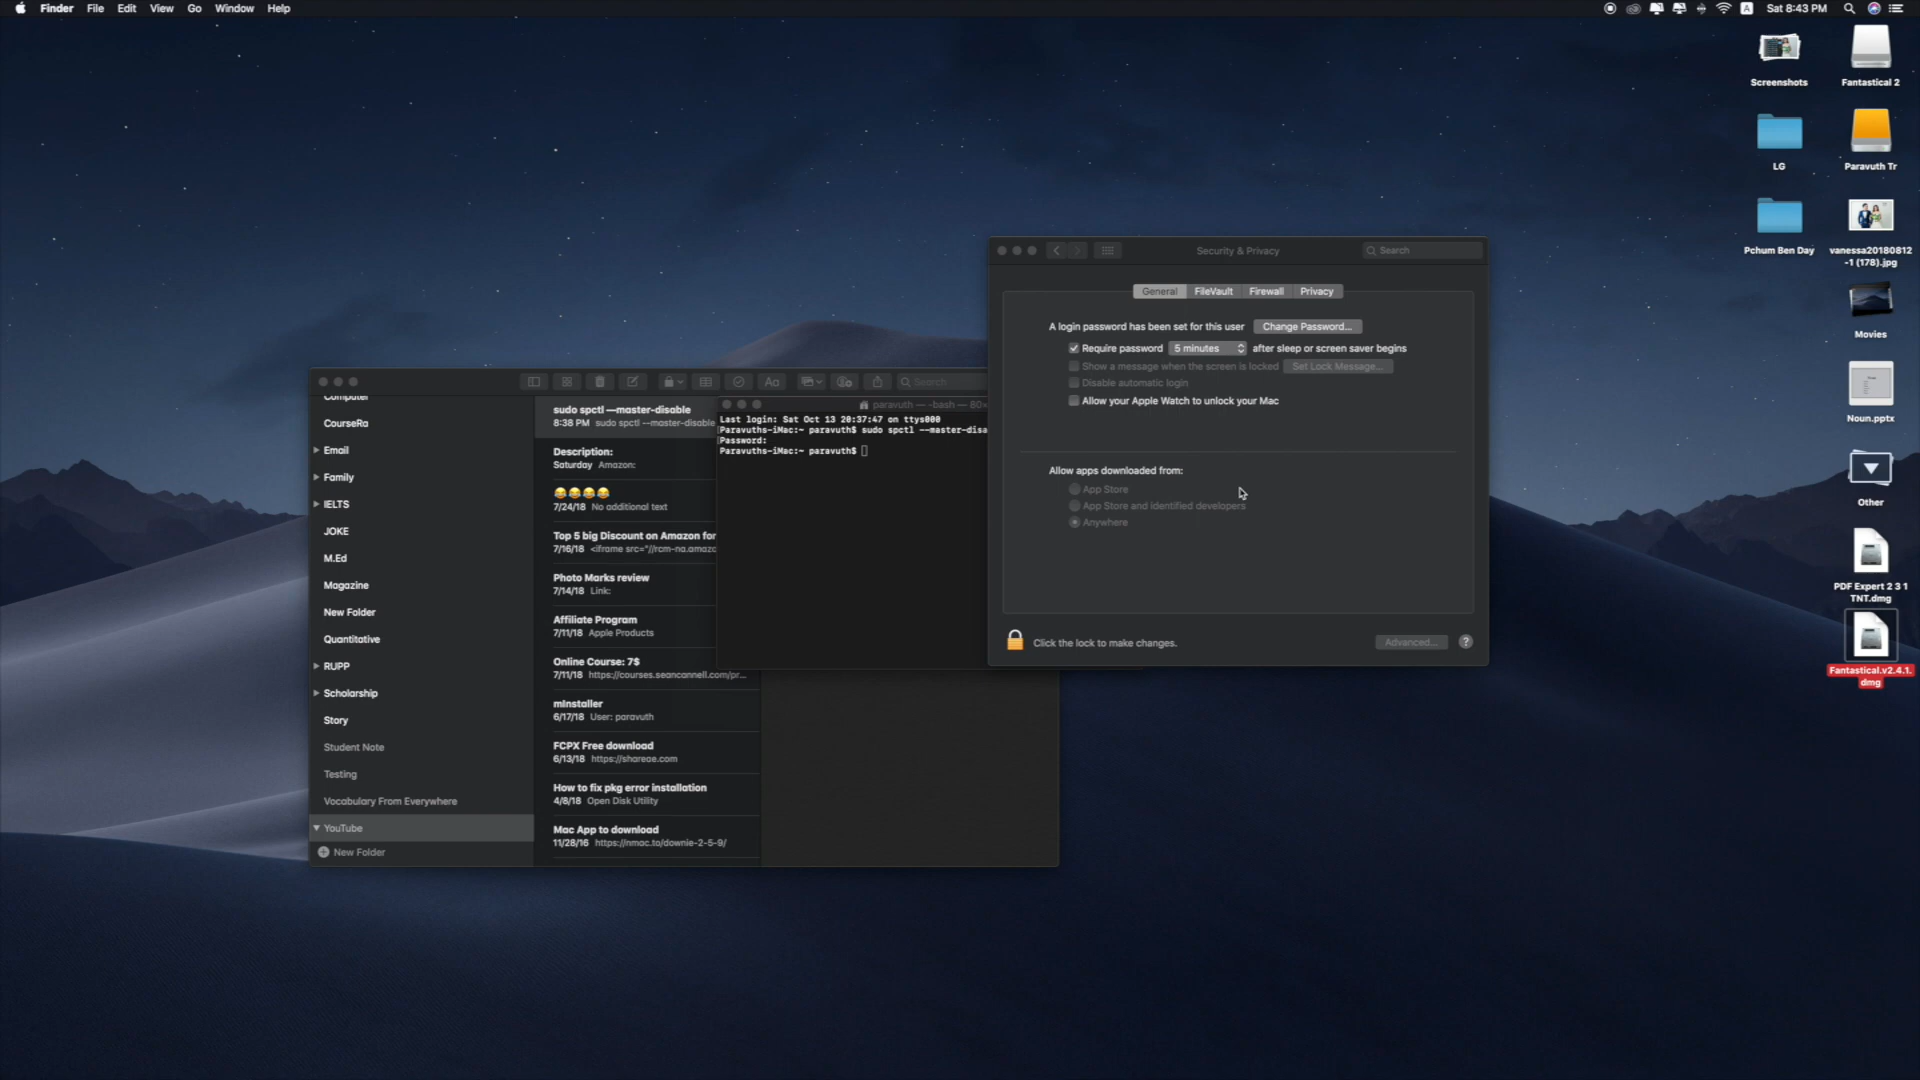 Finder File Edit View Go Window Help
A Sat 8:43 PM
Screenshots
Fantastical 2
LG
Paravuth Tr
Pchum Ben Day
vanessa20180812
-1 (178).jpg
Movies
Noun.pptx
Other
PDF Expert 2 3 1
TNT.dmg
Fantastical.v2.4.1.
dmg
Security & Privacy
Search
General FileVault Firewall Privacy
A login password has been set for this user Change Password...
Require password 5 minutes after sleep or screen saver begins
Show a message when the screen is locked Set Lock Message...
Disable automatic login
Allow your Apple Watch to unlock your Mac
Allow apps downloaded from:
App Store
App Store and identified developers
Anywhere
Click the lock to make changes.
Advanced... ?
Aa
Search
Computer
CourseRa
Email
Family
IELTS
JOKE
M.Ed
Magazine
New Folder
Quantitative
RUPP
Scholarship
Story
Student Note
Testing
Vocabulary From Everywhere
YouTube
New Folder
sudo spctl —master-disable
8:38 PM sudo spctl --master-disable
Description:
Saturday Amazon:
😂😂😂😂
7/24/18 No additional text
Top 5 big Discount on Amazon for
7/16/18 <iframe src="//rcm-na.amazo
Photo Marks review
7/14/18 Link:
Affiliate Program
7/11/18 Apple Products
Online Course: 7$
7/11/18 https://courses.seancannell.com/pr...
mInstaller
6/17/18 User: paravuth
FCPX Free download
6/13/18 https://shareae.com
How to fix pkg error installation
4/8/18 Open Disk Utility
Mac App to download
11/28/16 https://nmac.to/downie-2-5-9/
paravuth — -bash — 80×
Last login: Sat Oct 13 20:37:47 on ttys000
Paravuths-iMac:~ paravuth$ sudo spctl --master-disa
Password:
Paravuths-iMac:~ paravuth$